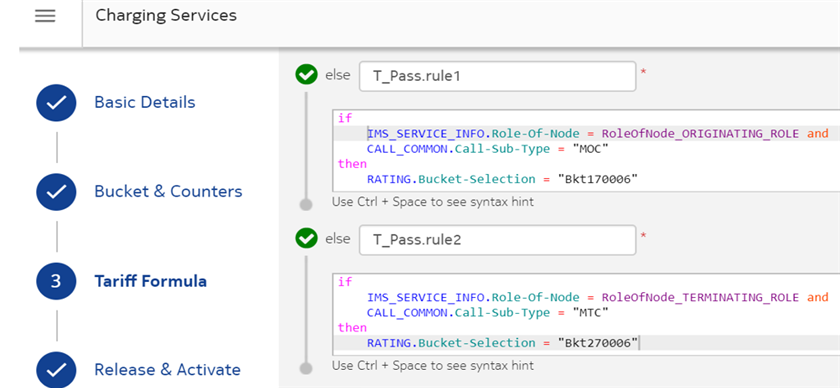 Charging Services
Basic Details
Bucket & Counters
3 Tariff Formula
Release & Activate
else T_Pass.rule1 *
if
IMS_SERVICE_INFO.Role-Of-Node = RoleOfNode_ORIGINATING_ROLE and
CALL_COMMON.Call-Sub-Type = "MOC"
then
RATING.Bucket-Selection = "Bkt170006"
Use Ctrl + Space to see syntax hint
else T_Pass.rule2 *
if
IMS_SERVICE_INFO.Role-Of-Node = RoleOfNode_TERMINATING_ROLE and
CALL_COMMON.Call-Sub-Type = "MTC"
then
RATING.Bucket-Selection = "Bkt270006"
Use Ctrl + Space to see syntax hint